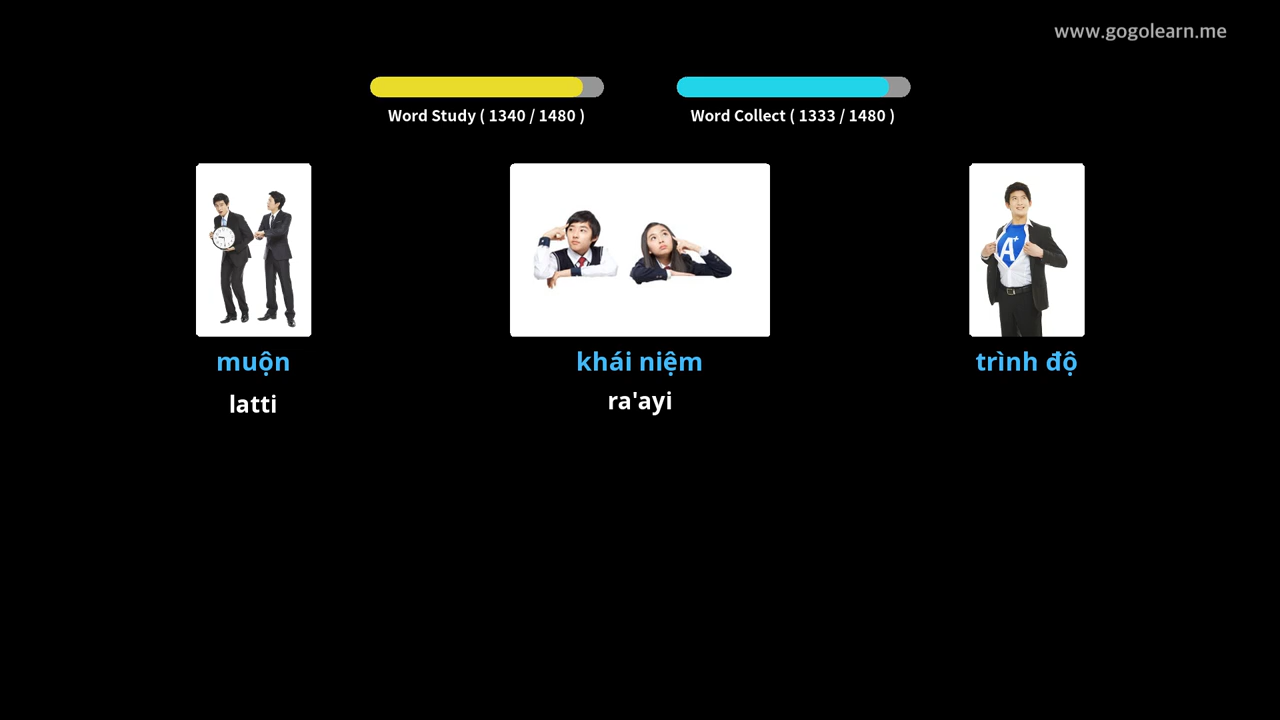 www.gogolearn.me
Word Study ( 1340 / 1480 )
Word Collect ( 1333 / 1480 )
A+
muộn
khái niệm
trình độ
latti
ra'ayi